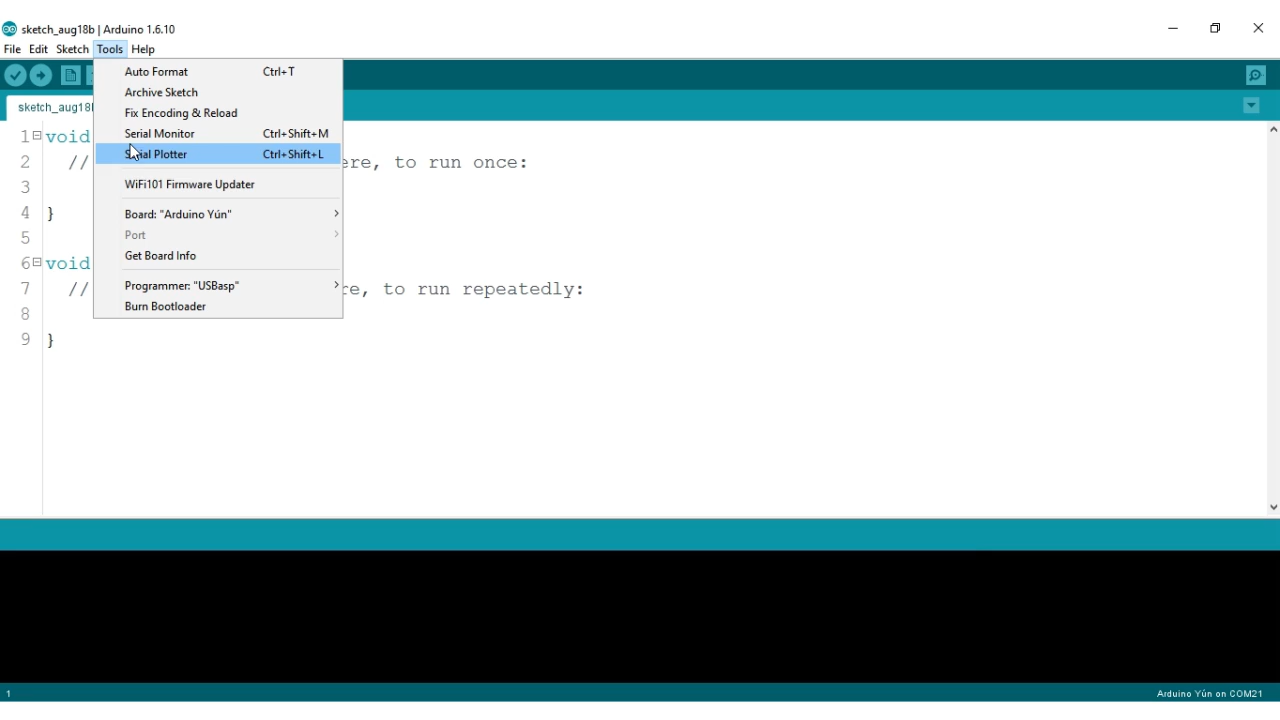 sketch_aug18b | Arduino 1.6.10
File Edit Sketch Tools Help
Auto Format Ctrl+T
Archive Sketch
sketch_aug18
Fix Encoding & Reload
Serial Monitor Ctrl+Shift+M
Serial Plotter Ctrl+Shift+L
WiFi101 Firmware Updater
Board: "Arduino Yún"
Port
Get Board Info
Programmer: "USBasp"
Burn Bootloader
1 void
2 // ere, to run once:
3
4 }
5
6 void
7 // re, to run repeatedly:
8
9 }
1 Arduino Yún on COM21